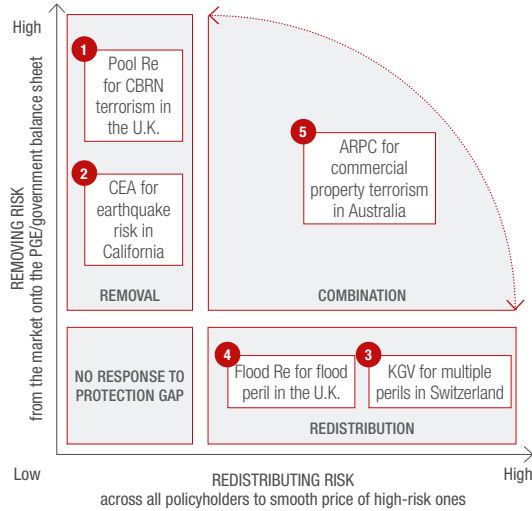 High
REMOVING RISK
from the market onto the PGE/government balance sheet
1
Pool Re
for CBRN
terrorism in
the U.K.
2
CEA for
earthquake
risk in
California
REMOVAL
5
ARPC for
commercial
property terrorism
in Australia
COMBINATION
NO RESPONSE TO
PROTECTION GAP
4
Flood Re for flood
peril in the U.K.
3
KGV for multiple
perils in Switzerland
REDISTRIBUTION
Low
High
REDISTRIBUTING RISK
across all policyholders to smooth price of high-risk ones